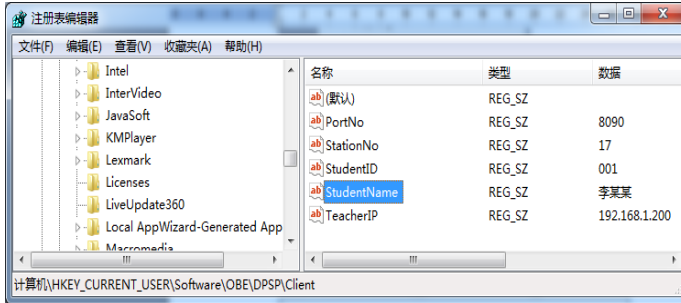 注册表编辑器
文件(F) 编辑(E) 查看(V) 收藏夹(A) 帮助(H)
Intel
InterVideo
JavaSoft
KMPlayer
Lexmark
Licenses
LiveUpdate360
Local AppWizard-Generated App
Macromedia
名称 类型 数据
(默认) REG_SZ
PortNo REG_SZ 8090
StationNo REG_SZ 17
StudentID REG_SZ 001
StudentName REG_SZ 李某某
TeacherIP REG_SZ 192.168.1.200
计算机\HKEY_CURRENT_USER\Software\OBE\DPSP\Client